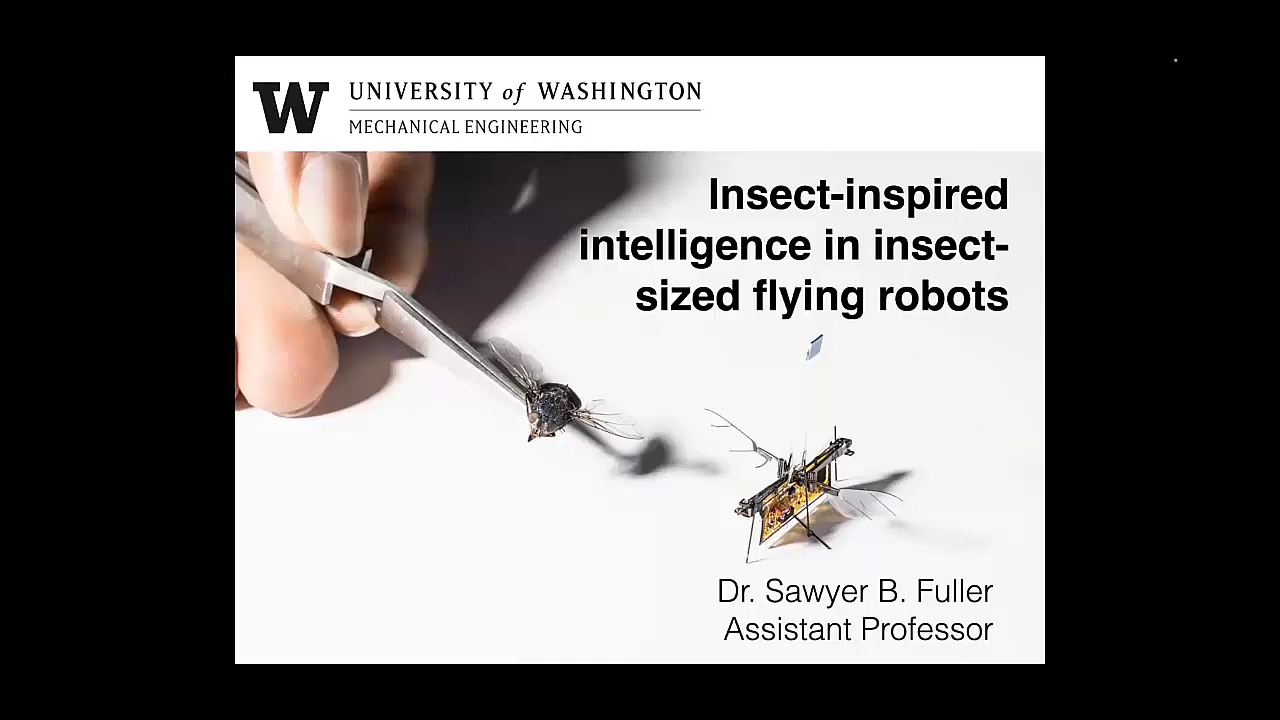 W
UNIVERSITY of WASHINGTON
MECHANICAL ENGINEERING
Insect-inspired
intelligence in insect-
sized flying robots
Dr. Sawyer B. Fuller
Assistant Professor